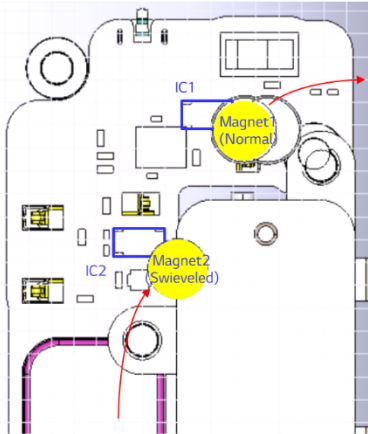 IC1
Magnet1
(Normal)
Magnet2
(Swieveled)
IC2